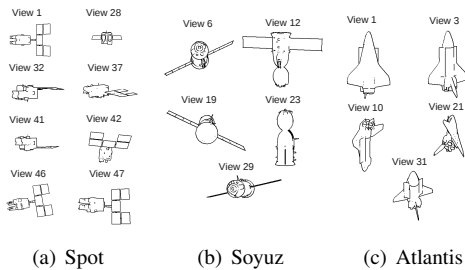 View 1
View 28
View 32
View 37
View 41
View 42
View 46
View 47
(a) Spot
View 6
View 12
View 19
View 23
View 29
(b) Soyuz
View 1
View 3
View 10
View 21
View 31
(c) Atlantis